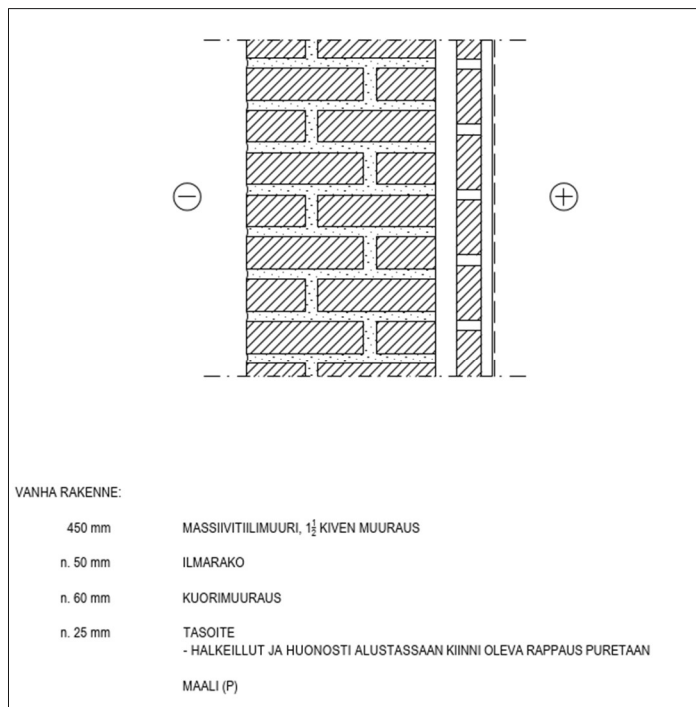 VANHA RAKENNE:
450 mm MASSIIVITIILIMUURI, 1½ KIVEN MUURAUS
n. 50 mm ILMARAKO
n. 60 mm KUORIMUURAUS
n. 25 mm TASOITE
- HALKEILLUT JA HUONOSTI ALUSTASSAAN KIINNI OLEVA RAPPAUS PURETAAN
MAALI (P)